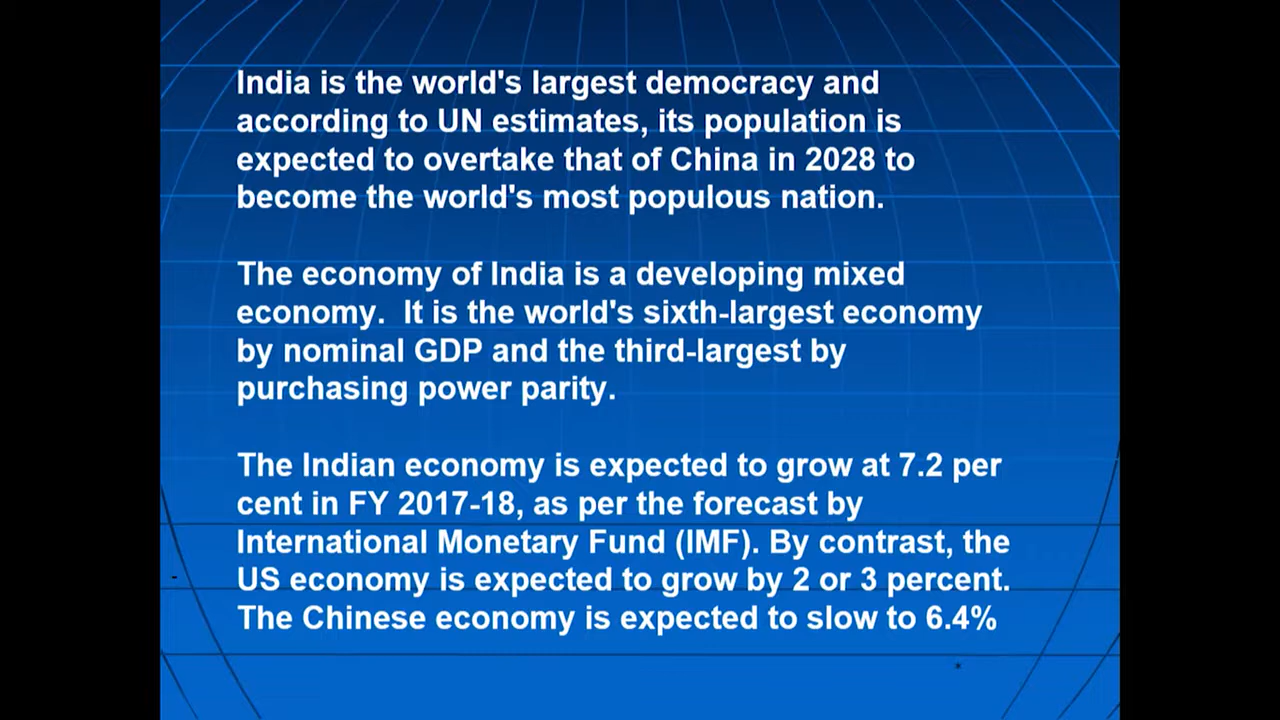 India is the world's largest democracy and
according to UN estimates, its population is
expected to overtake that of China in 2028 to
become the world's most populous nation.
The economy of India is a developing mixed
economy.  It is the world's sixth-largest economy
by nominal GDP and the third-largest by
purchasing power parity.
The Indian economy is expected to grow at 7.2 per
cent in FY 2017-18, as per the forecast by
International Monetary Fund (IMF). By contrast, the
US economy is expected to grow by 2 or 3 percent.
The Chinese economy is expected to slow to 6.4%
*